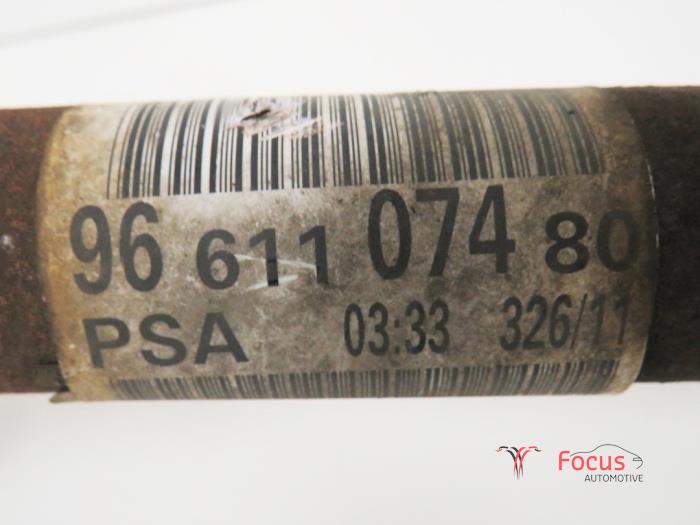 96 611 074 80
PSA 03:33 326/11
Focus
AUTOMOTIVE